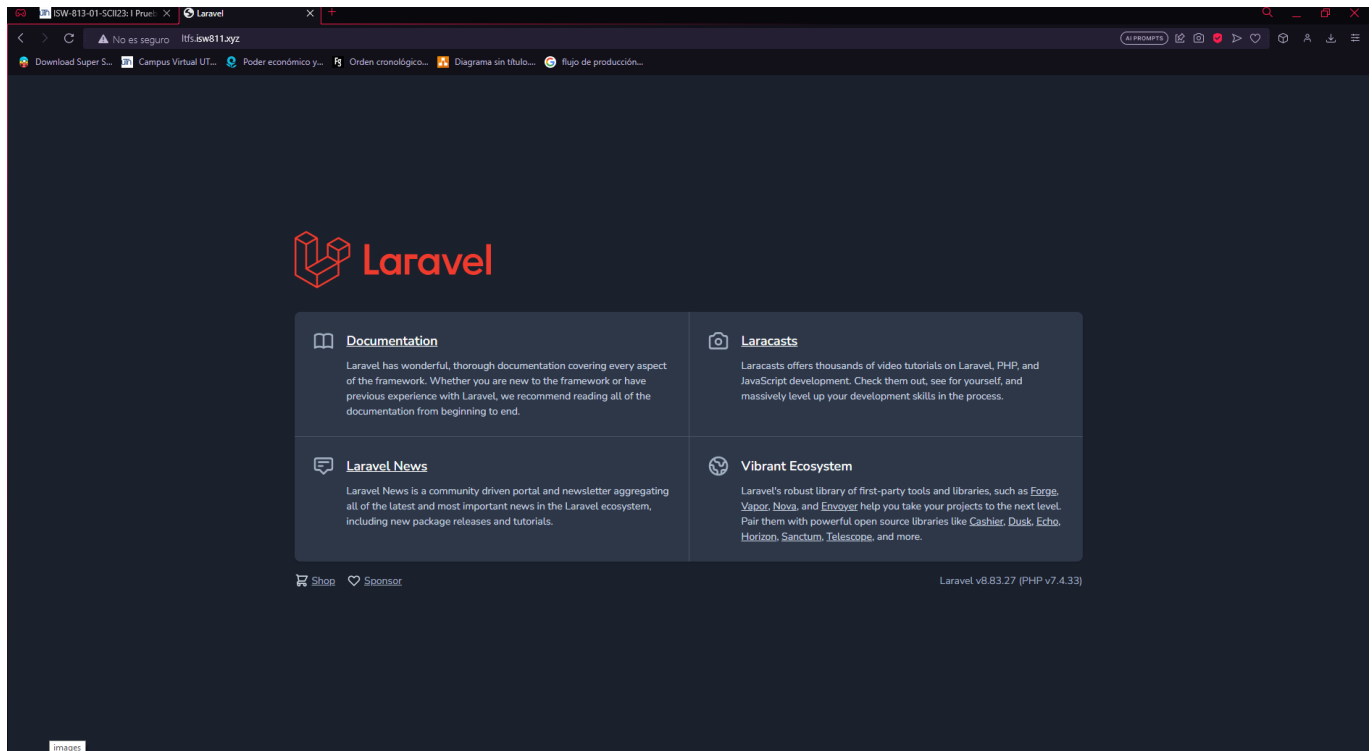 ISW-813-01-SCII23: I Prueb
Laravel
No es seguro ltfs.isw811.xyz
AI PROMPTS
Download Super S...
Campus Virtual UT...
Poder económico y...
Orden cronológico...
Diagrama sin título....
flujo de producción...
Laravel
Documentation
Laravel has wonderful, thorough documentation covering every aspect
of the framework. Whether you are new to the framework or have
previous experience with Laravel, we recommend reading all of the
documentation from beginning to end.
Laracasts
Laracasts offers thousands of video tutorials on Laravel, PHP, and
JavaScript development. Check them out, see for yourself, and
massively level up your development skills in the process.
Laravel News
Laravel News is a community driven portal and newsletter aggregating
all of the latest and most important news in the Laravel ecosystem,
including new package releases and tutorials.
Vibrant Ecosystem
Laravel's robust library of first-party tools and libraries, such as Forge,
Vapor, Nova, and Envoyer help you take your projects to the next level.
Pair them with powerful open source libraries like Cashier, Dusk, Echo,
Horizon, Sanctum, Telescope, and more.
Shop
Sponsor
Laravel v8.83.27 (PHP v7.4.33)
images